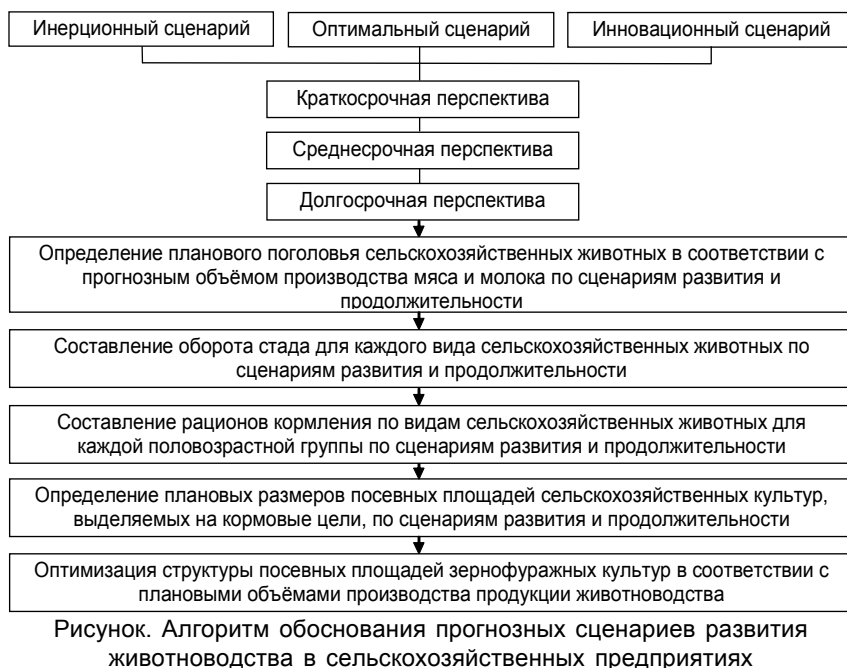 Инерционный сценарий
Оптимальный сценарий
Инновационный сценарий
Краткосрочная перспектива
Среднесрочная перспектива
Долгосрочная перспектива
Определение планового поголовья сельскохозяйственных животных в соответствии с
прогнозным объёмом производства мяса и молока по сценариям развития и
продолжительности
Составление оборота стада для каждого вида сельскохозяйственных животных по
сценариям развития и продолжительности
Составление рационов кормления по видам сельскохозяйственных животных для
каждой половозрастной группы по сценариям развития и продолжительности
Определение плановых размеров посевных площадей сельскохозяйственных культур,
выделяемых на кормовые цели, по сценариям развития и продолжительности
Оптимизация структуры посевных площадей зернофуражных культур в соответствии с
плановыми объёмами производства продукции животноводства
Рисунок. Алгоритм обоснования прогнозных сценариев развития
животноводства в сельскохозяйственных предприятиях